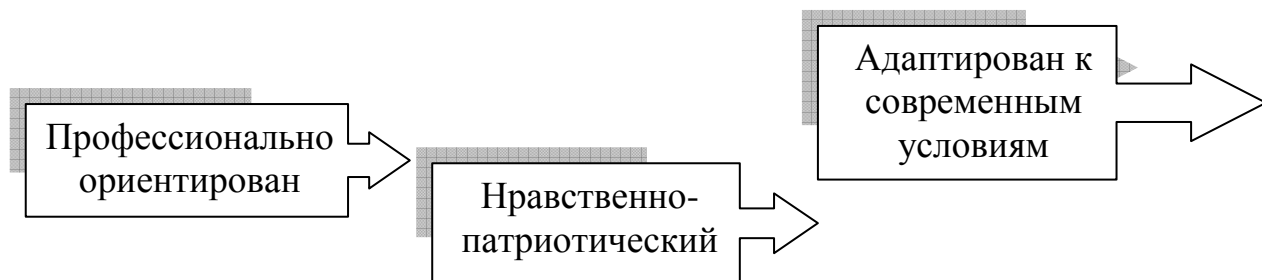 Профессионально
ориентирован
Нравственно-
патриотический
Адаптирован к
современным
условиям